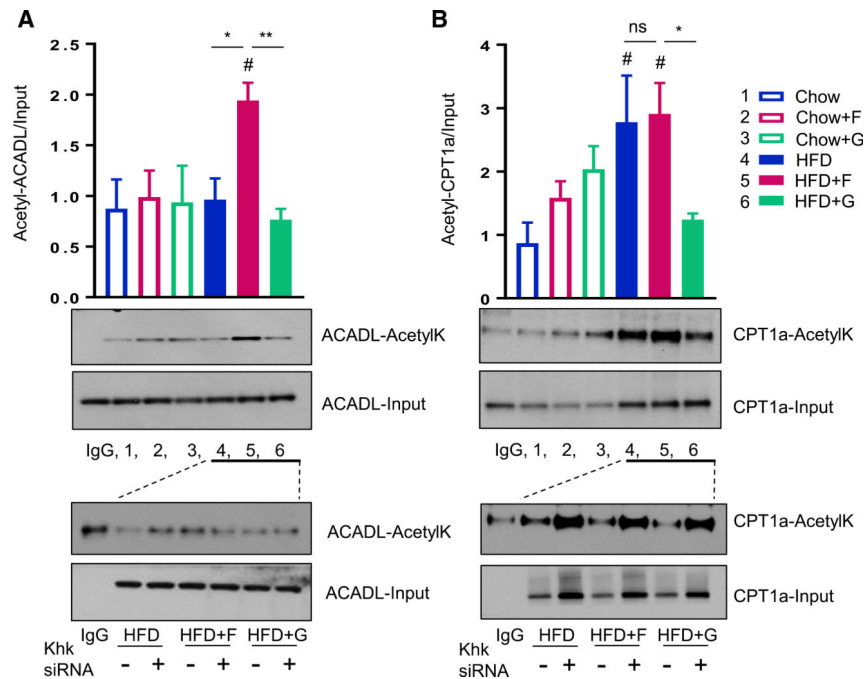 A
B
* **
#
2.5
2.0
1.5
1.0
0.5
0.0
Acetyl-ACADL/Input
ns *
# #
4
3
2
1
0
Acetyl-CPT1a/Input
1 Chow
2 Chow+F
3 Chow+G
4 HFD
5 HFD+F
6 HFD+G
ACADL-AcetylK
ACADL-Input
IgG, 1, 2, 3, 4, 5, 6
ACADL-AcetylK
ACADL-Input
IgG HFD HFD+F HFD+G
Khk
siRNA - + - + - +
CPT1a-AcetylK
CPT1a-Input
IgG, 1, 2, 3, 4, 5, 6
CPT1a-AcetylK
CPT1a-Input
IgG HFD HFD+F HFD+G
Khk
siRNA - + - + - +